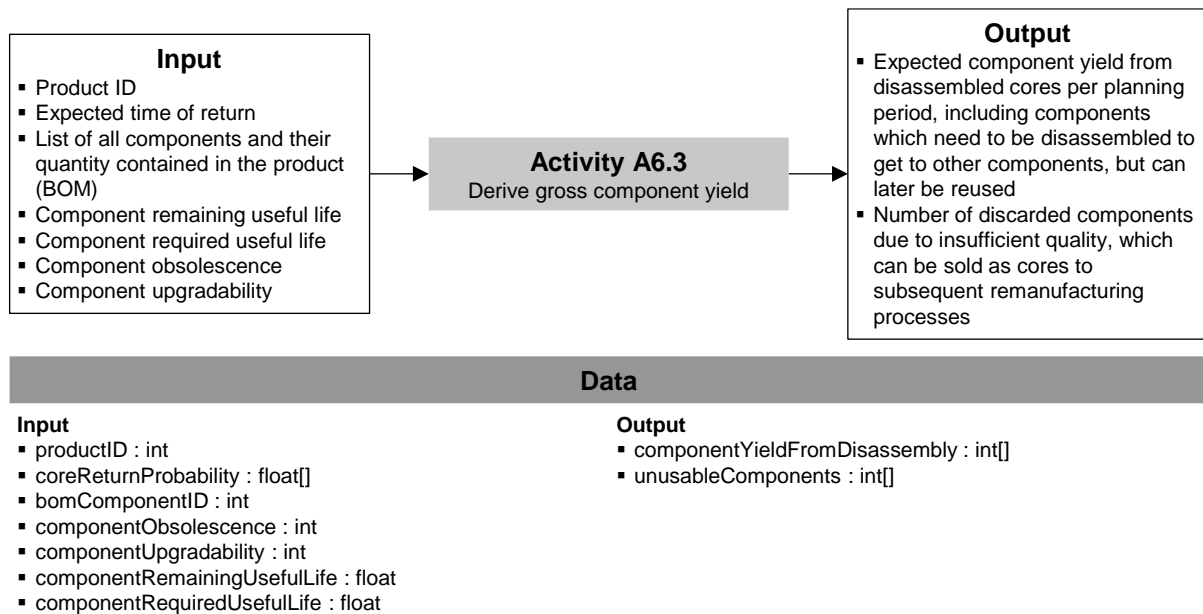 Input
▪ Product ID
▪ Expected time of return
▪ List of all components and their
quantity contained in the product
(BOM)
▪ Component remaining useful life
▪ Component required useful life
▪ Component obsolescence
▪ Component upgradability
Activity A6.3
Derive gross component yield
Output
▪ Expected component yield from
disassembled cores per planning
period, including components
which need to be disassembled to
get to other components, but can
later be reused
▪ Number of discarded components
due to insufficient quality, which
can be sold as cores to
subsequent remanufacturing
processes
Data
Input
▪ productID : int
▪ coreReturnProbability : float[]
▪ bomComponentID : int
▪ componentObsolescence : int
▪ componentUpgradability : int
▪ componentRemainingUsefulLife : float
▪ componentRequiredUsefulLife : float
Output
▪ componentYieldFromDisassembly : int[]
▪ unusableComponents : int[]